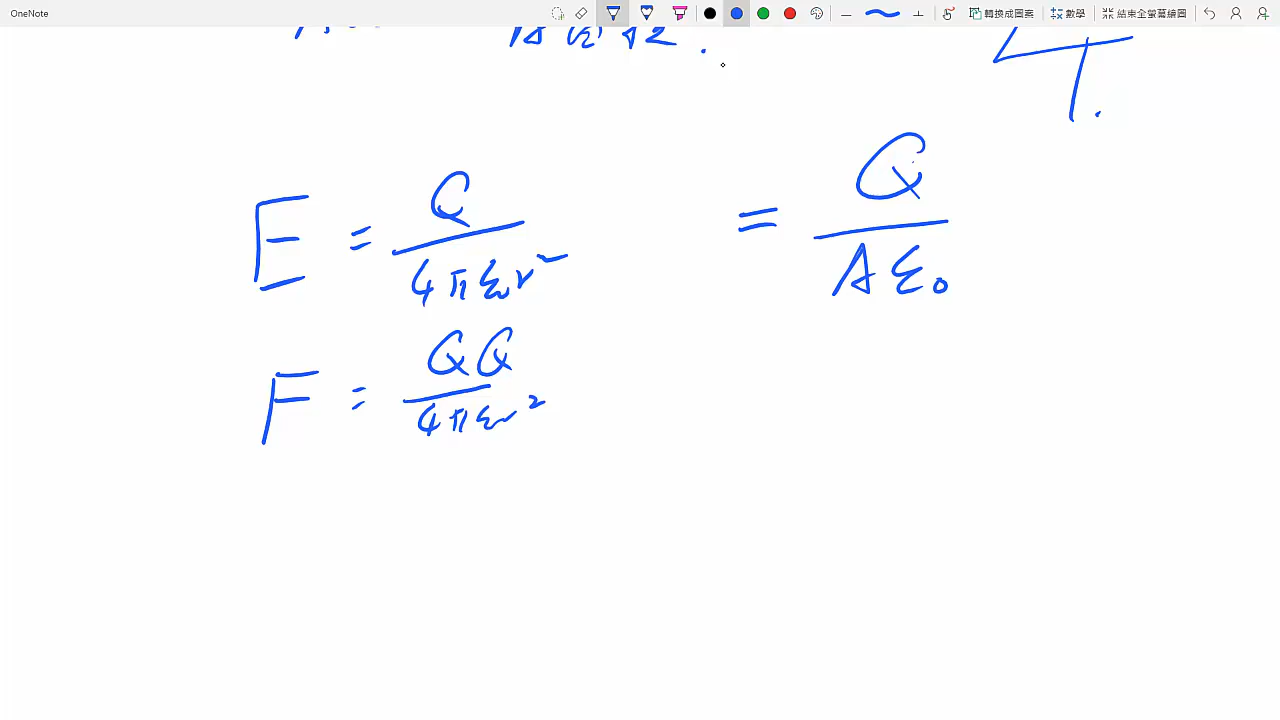 OneNote
轉換成圖案 數學 結束全螢幕繪圖
4.
E = Q / 4πε₀r² = Q / Aε₀
F = QQ / 4πε₀r²